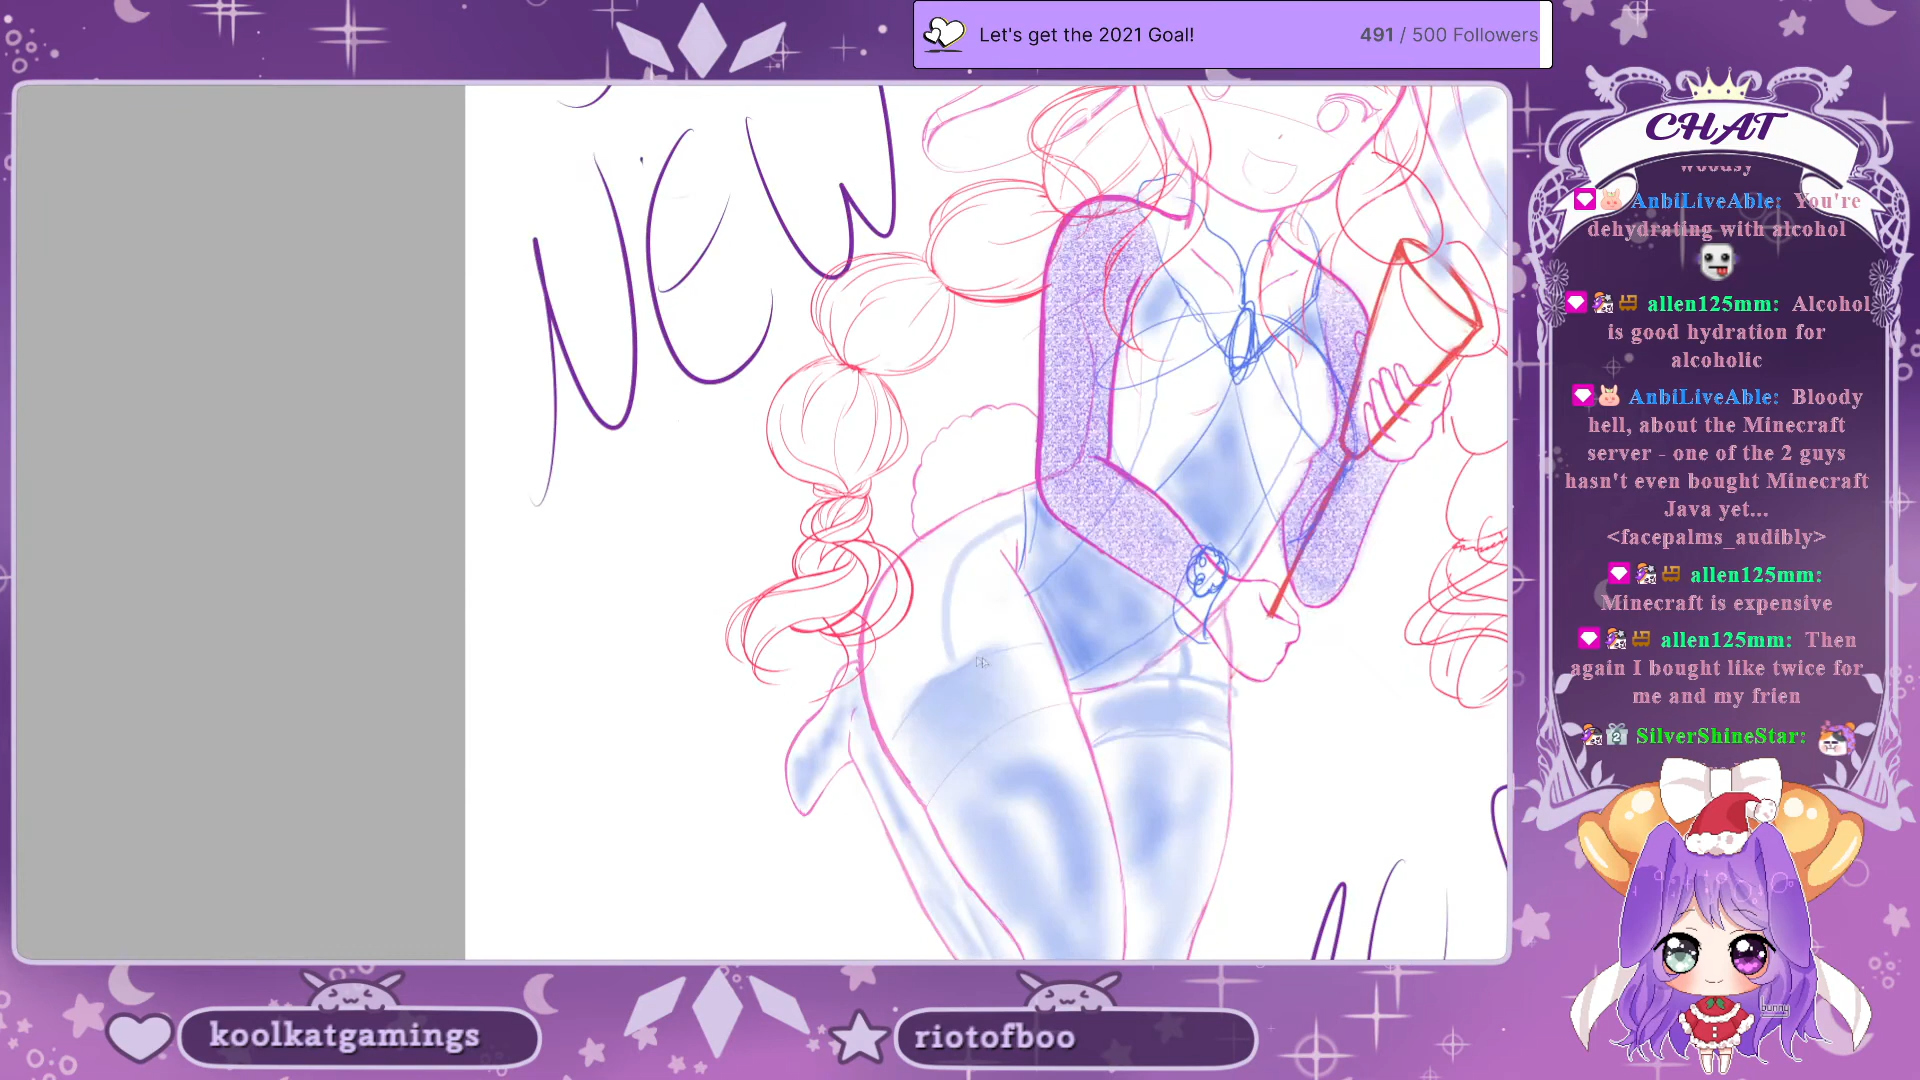 Let's get the 2021 Goal! 491 / 500 Followers
NEW
CHAT
woodsy
AnbiLiveAble: You're
dehydrating with alcohol
allen125mm: Alcohol
is good hydration for
alcoholic
AnbiLiveAble: Bloody
hell, about the Minecraft
server - one of the 2 guys
hasn't even bought Minecraft
Java yet...
<facepalms_audibly>
allen125mm:
Minecraft is expensive
allen125mm: Then
again I bought like twice for
me and my frien
2 SilverShineStar:
koolkatgamings
riotofboo